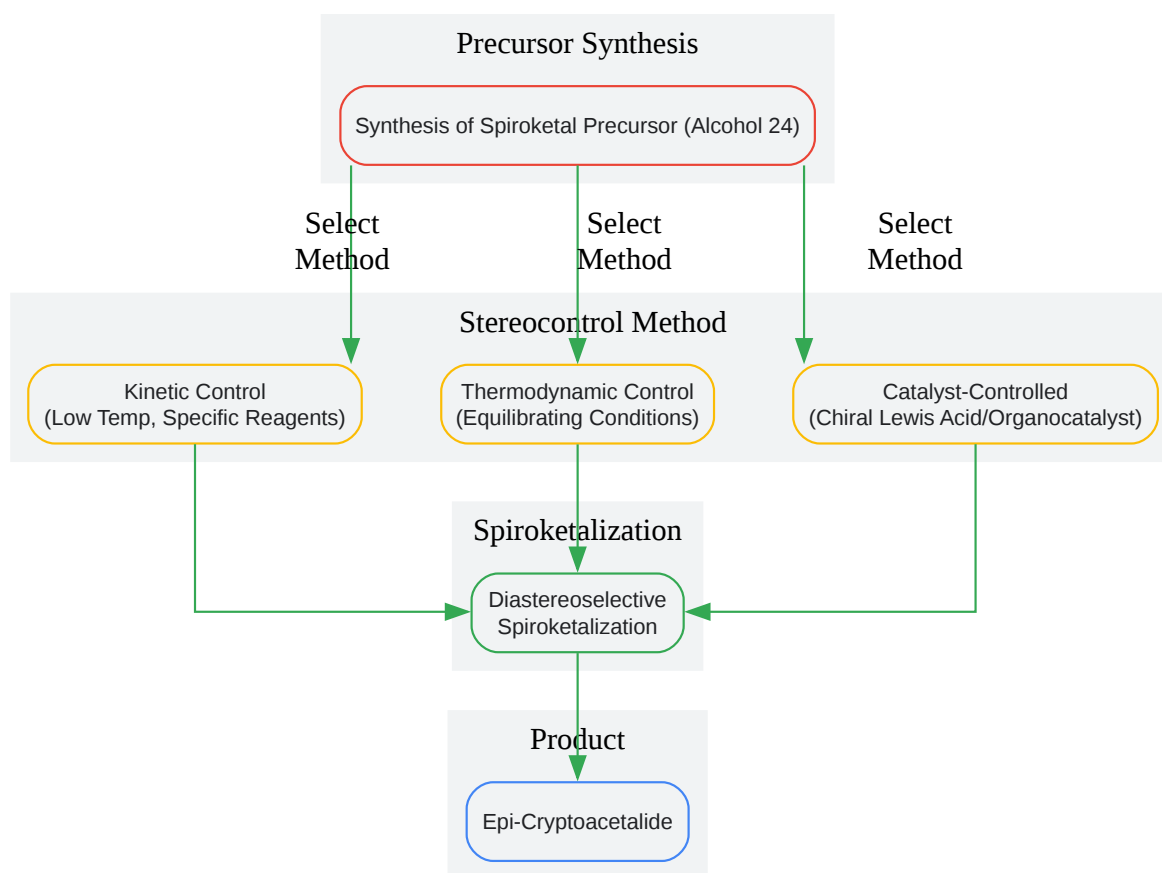 Precursor Synthesis
Synthesis of Spiroketal Precursor (Alcohol 24)
Select
Method
Select
Method
Select
Method
Stereocontrol Method
Kinetic Control
(Low Temp, Specific Reagents)
Thermodynamic Control
(Equilibrating Conditions)
Catalyst-Controlled
(Chiral Lewis Acid/Organocatalyst)
Spiroketalization
Diastereoselective
Spiroketalization
Product
Epi-Cryptoacetalide